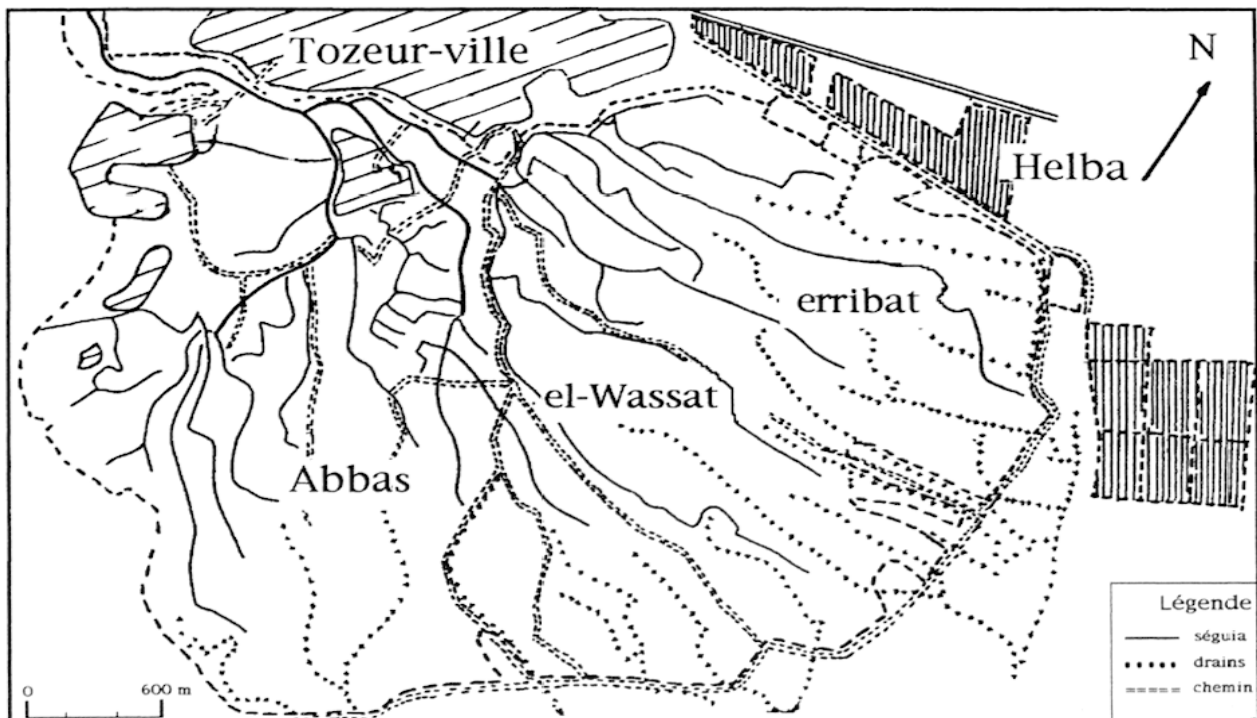 Tozeur-ville
N
Helba
erribat
el-Wassat
Abbas
Légende
séguia
drains
chemin
0 600 m